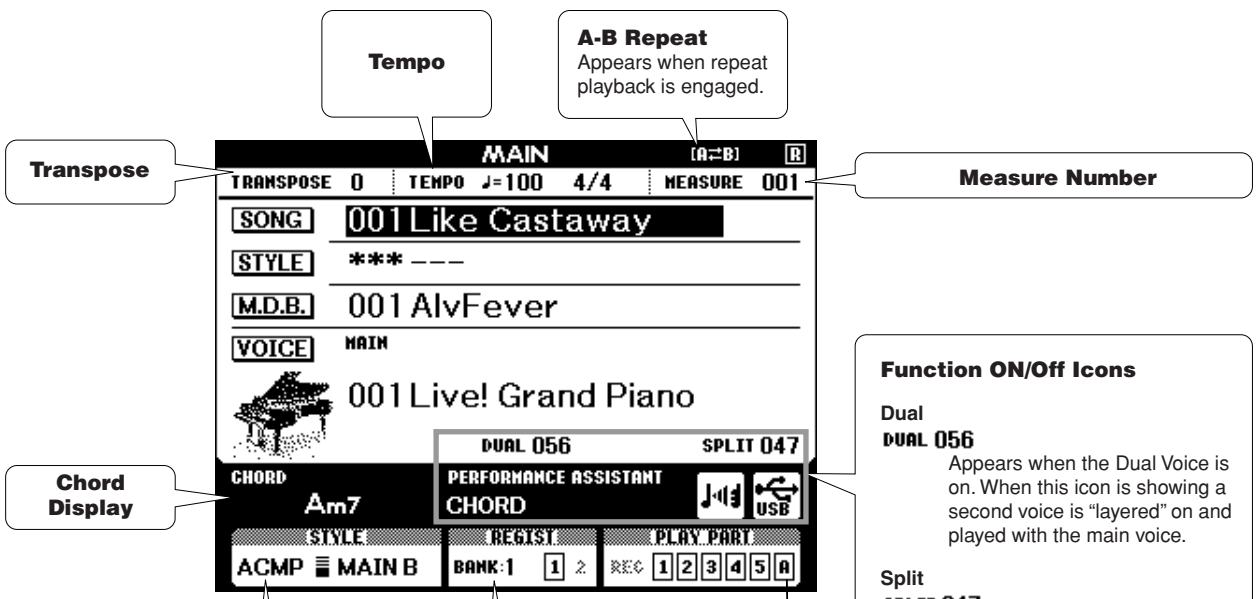 Tempo
A-B Repeat
Appears when repeat
playback is engaged.
Transpose
MAIN [A⇄B] R
TRANSPOSE 0 TEMPO ♩=100 4/4 MEASURE 001
Measure Number
SONG 001 Like Castaway
STYLE *** ---
M.D.B. 001 AlvFever
VOICE MAIN
001 Live! Grand Piano
DUAL 056 SPLIT 047
Chord
Display
CHORD
Am7
PERFORMANCE ASSISTANT
CHORD
USB
STYLE REGIST PLAY PART
ACMP MAIN B BANK:1 1 2 REC 1 2 3 4 5 A
Function ON/Off Icons
Dual
DUAL 056
Appears when the Dual Voice is
on. When this icon is showing a
second voice is “layered” on and
played with the main voice.
Split